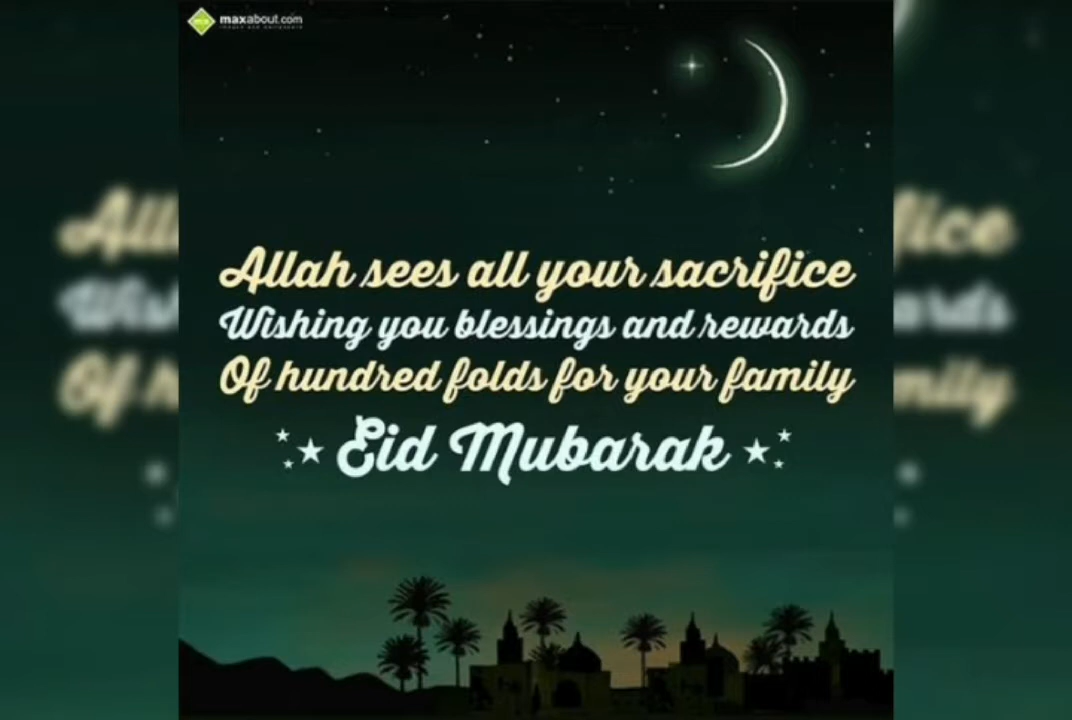 maxabout.com
Allah sees all your sacrifice
Wishing you blessings and rewards
Of hundred folds for your family
Eid Mubarak